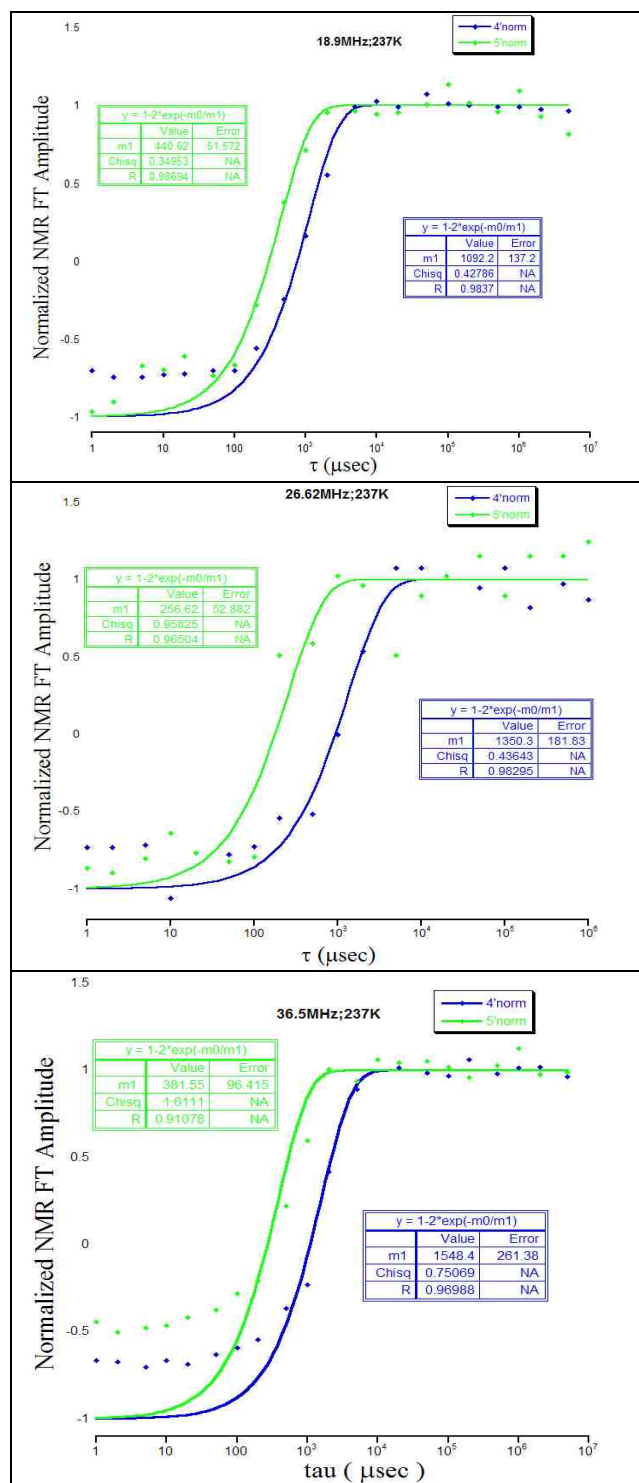 18.9MHz;237K
4'norm
5'norm
1.5
1
0.5
0
-0.5
-1
Normalized NMR FT Amplitude
y = 1-2*exp(-m0/m1)
Value Error
m1 440.62 51.572
Chisq 0.34953 NA
R 0.98694 NA
y = 1-2*exp(-m0/m1)
Value Error
m1 1092.2 137.2
Chisq 0.42786 NA
R 0.9837 NA
1 10 100 10³ 10⁴ 10⁵ 10⁶ 10⁷
τ (μsec)
26.62MHz;237K
4'norm
5'norm
1.5
1
0.5
0
-0.5
-1
Normalized NMR FT Amplitude
y = 1-2*exp(-m0/m1)
Value Error
m1 256.62 52.882
Chisq 0.95825 NA
R 0.96504 NA
y = 1-2*exp(-m0/m1)
Value Error
m1 1350.3 181.83
Chisq 0.43643 NA
R 0.98295 NA
1 10 100 10³ 10⁴ 10⁵ 10⁶
τ (μsec)
36.5MHz;237K
4'norm
5'norm
1.5
1
0.5
0
-0.5
-1
Normalized NMR FT Amplitude
y = 1-2*exp(-m0/m1)
Value Error
m1 381.55 96.415
Chisq 1.6111 NA
R 0.91078 NA
y = 1-2*exp(-m0/m1)
Value Error
m1 1548.4 261.38
Chisq 0.75069 NA
R 0.96988 NA
1 10 100 10³ 10⁴ 10⁵ 10⁶ 10⁷
tau ( μsec)